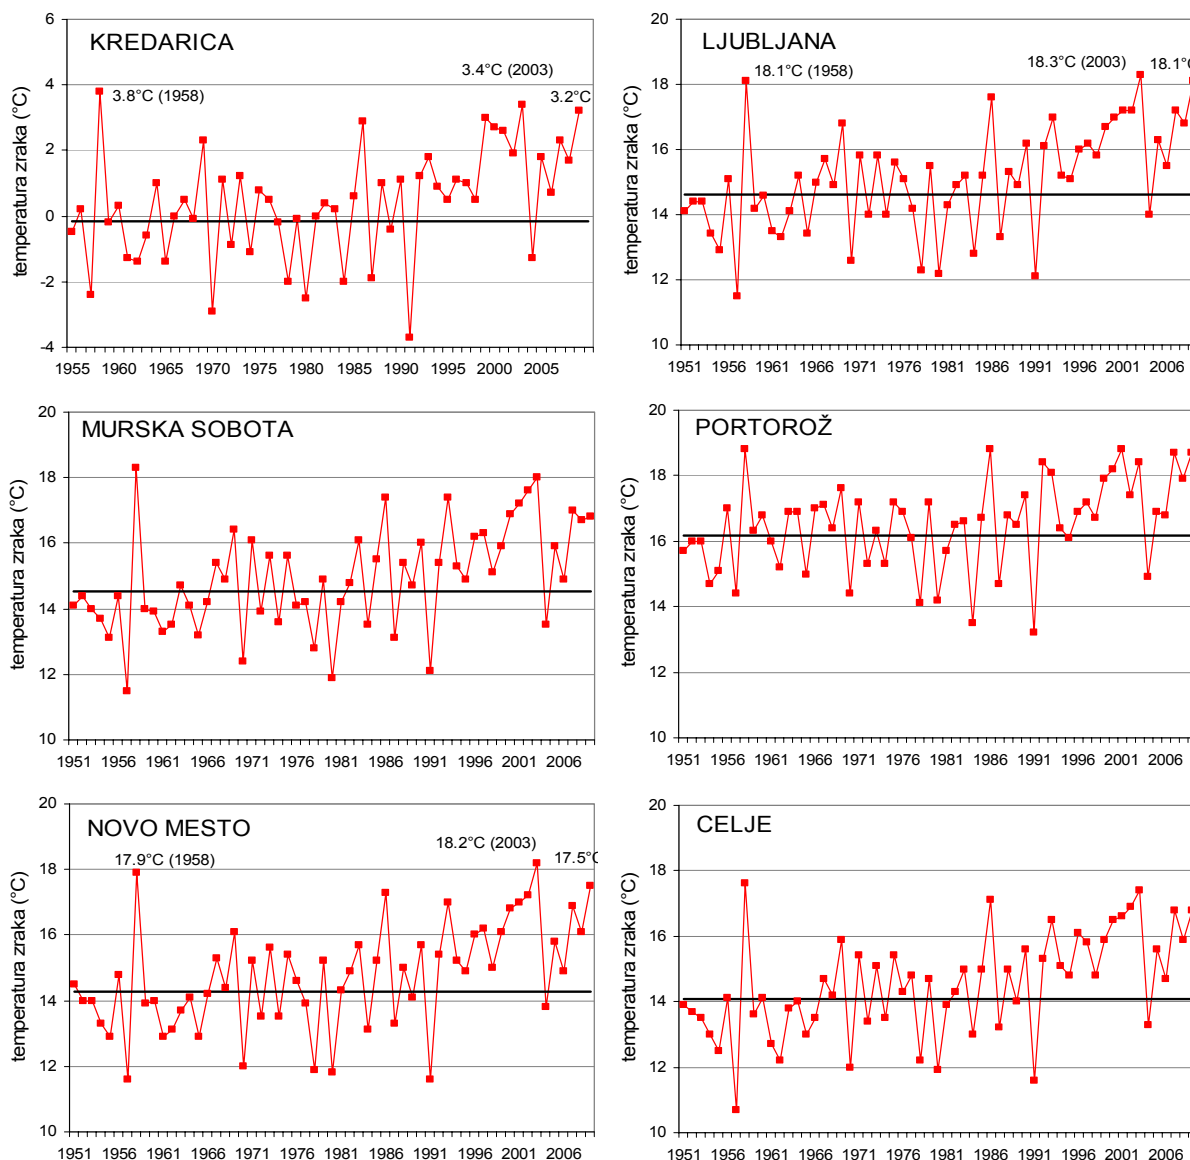 KREDARICA
3.8°C (1958)
3.4°C (2003)
3.2°C
temperatura zraka (°C)
6
4
2
0
-2
-4
1955 1960 1965 1970 1975 1980 1985 1990 1995 2000 2005
LJUBLJANA
18.1°C (1958)
18.3°C (2003)
18.1°C
temperatura zraka (°C)
20
18
16
14
12
10
1951 1956 1961 1966 1971 1976 1981 1986 1991 1996 2001 2006
MURSKA SOBOTA
temperatura zraka (°C)
20
18
16
14
12
10
1951 1956 1961 1966 1971 1976 1981 1986 1991 1996 2001 2006
PORTOROŽ
temperatura zraka (°C)
20
18
16
14
12
10
1951 1956 1961 1966 1971 1976 1981 1986 1991 1996 2001 2006
NOVO MESTO
17.9°C (1958)
18.2°C (2003)
17.5°C
temperatura zraka (°C)
20
18
16
14
12
10
1951 1956 1961 1966 1971 1976 1981 1986 1991 1996 2001 2006
CELJE
temperatura zraka (°C)
20
18
16
14
12
10
1951 1956 1961 1966 1971 1976 1981 1986 1991 1996 2001 2006